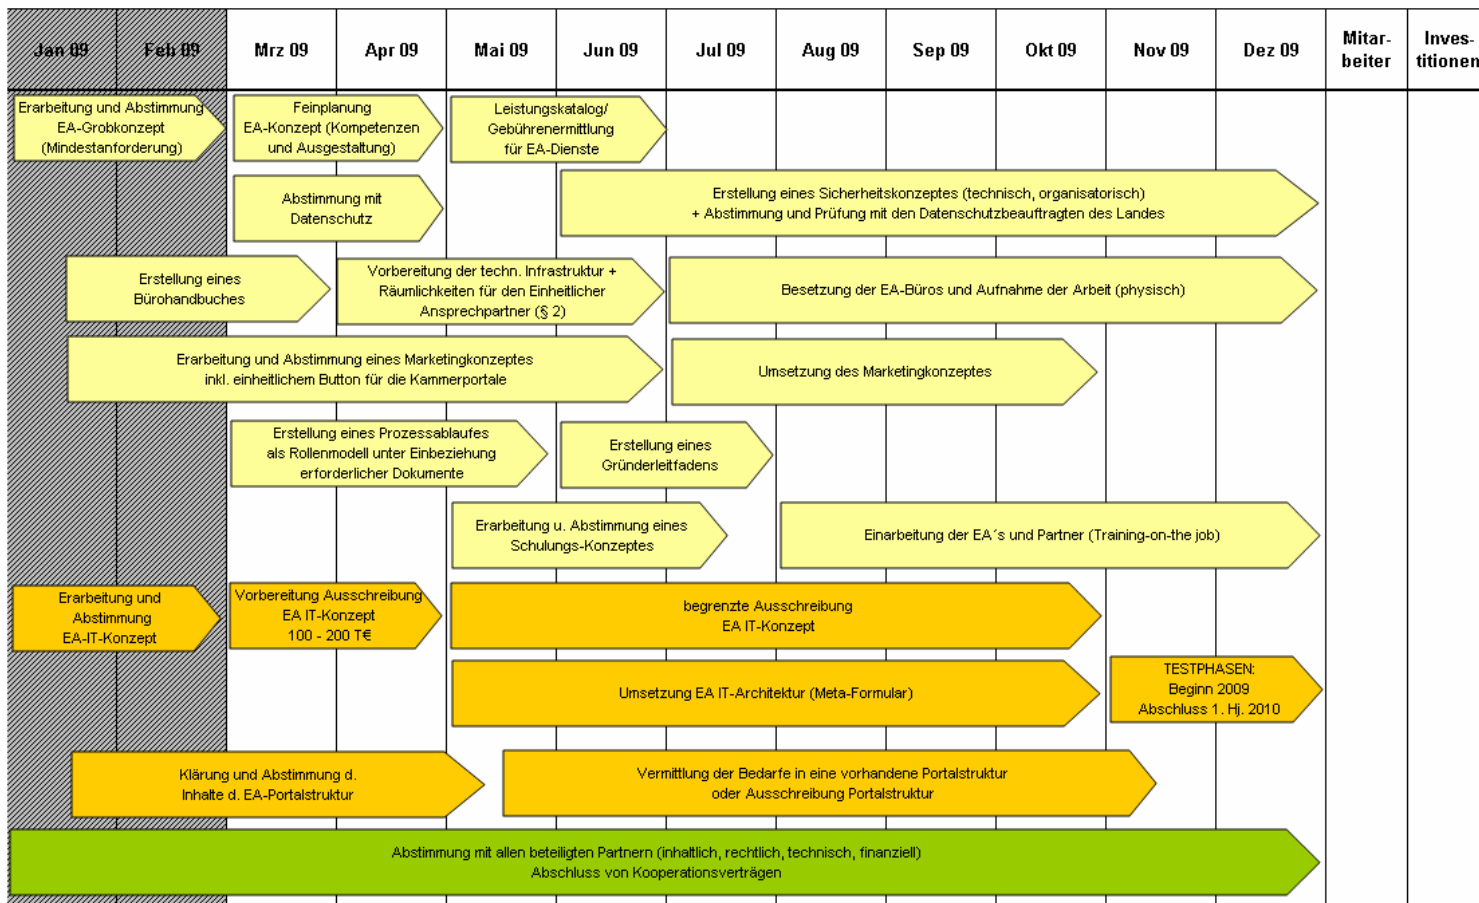 Jan 09 Feb 09 Mrz 09 Apr 09 Mai 09 Jun 09 Jul 09 Aug 09 Sep 09 Okt 09 Nov 09 Dez 09
Mitar-
beiter
Inves-
titionen
Erarbeitung und Abstimmung
EA-Grobkonzept
(Mindestanforderung)
Feinplanung
EA-Konzept (Kompetenzen
und Ausgestaltung)
Leistungskatalog/
Gebührenermittlung
für EA-Dienste
Abstimmung mit
Datenschutz
Erstellung eines Sicherheitskonzeptes (technisch, organisatorisch)
+ Abstimmung und Prüfung mit den Datenschutzbeauftragten des Landes
Erstellung eines
Bürohandbuches
Vorbereitung der techn. Infrastruktur +
Räumlichkeiten für den Einheitlicher
Ansprechpartner (§ 2)
Besetzung der EA-Büros und Aufnahme der Arbeit (physisch)
Erarbeitung und Abstimmung eines Marketingkonzeptes
inkl. einheitlichem Button für die Kammerportale
Umsetzung des Marketingkonzeptes
Erstellung eines Prozessablaufes
als Rollenmodell unter Einbeziehung
erforderlicher Dokumente
Erstellung eines
Gründerleitfadens
Erarbeitung u. Abstimmung eines
Schulungs-Konzeptes
Einarbeitung der EA´s und Partner (Training-on-the job)
Erarbeitung und
Abstimmung
EA-IT-Konzept
Vorbereitung Ausschreibung
EA IT-Konzept
100 - 200 T€
begrenzte Ausschreibung
EA IT-Konzept
Umsetzung EA IT-Architektur (Meta-Formular)
TESTPHASEN:
Beginn 2009
Abschluss 1. Hj. 2010
Klärung und Abstimmung d.
Inhalte d. EA-Portalstruktur
Vermittlung der Bedarfe in eine vorhandene Portalstruktur
oder Ausschreibung Portalstruktur
Abstimmung mit allen beteiligten Partnern (inhaltlich, rechtlich, technisch, finanziell)
Abschluss von Kooperationsverträgen